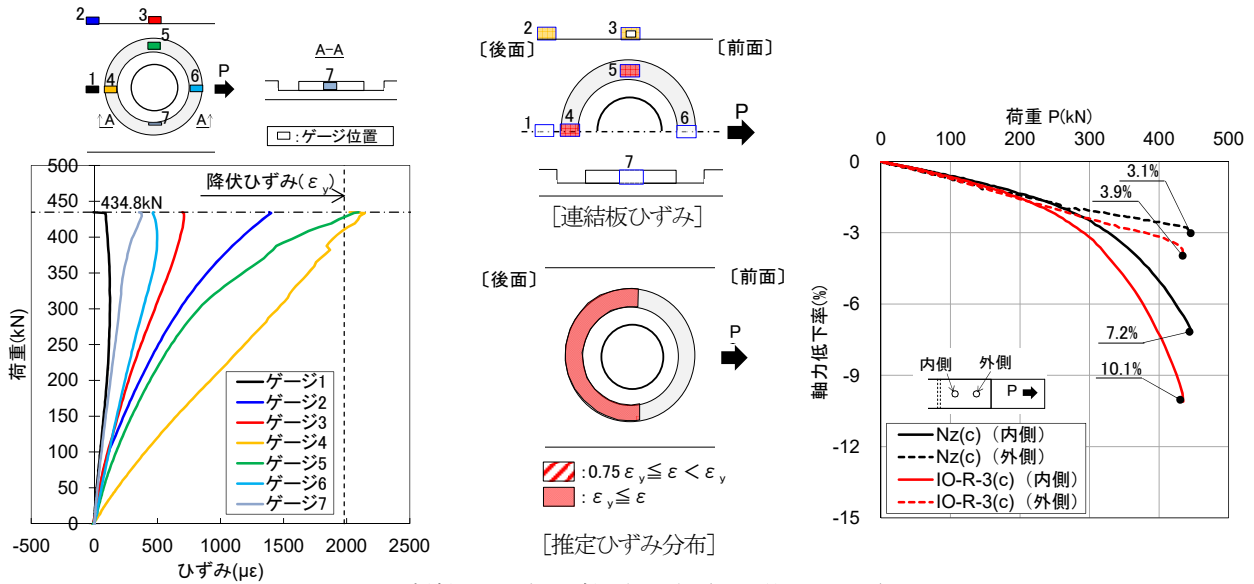 2
3
5
1
4
6
P
7
A
A
A-A
7
□:ゲージ位置
500
450
400
350
300
250
200
150
100
50
0
荷重(kN)
434.8kN
降伏ひずみ(εy)
ゲージ1
ゲージ2
ゲージ3
ゲージ4
ゲージ5
ゲージ6
ゲージ7
-500
0
500
1000
1500
2000
2500
ひずみ(με)
2
3
〔後面〕
〔前面〕
5
1
4
6
P
7
[連結板ひずみ]
〔後面〕
〔前面〕
P
:0.75εy≦ε<εy
:εy≦ε
[推定ひずみ分布]
荷重 P(kN)
0
100
200
300
400
500
0
-3
-6
-9
-12
-15
軸力低下率(%)
3.1%
3.9%
7.2%
10.1%
内側
外側
P
Nz(c)(内側)
Nz(c)(外側)
IO-R-3(c)(内側)
IO-R-3(c)(外側)